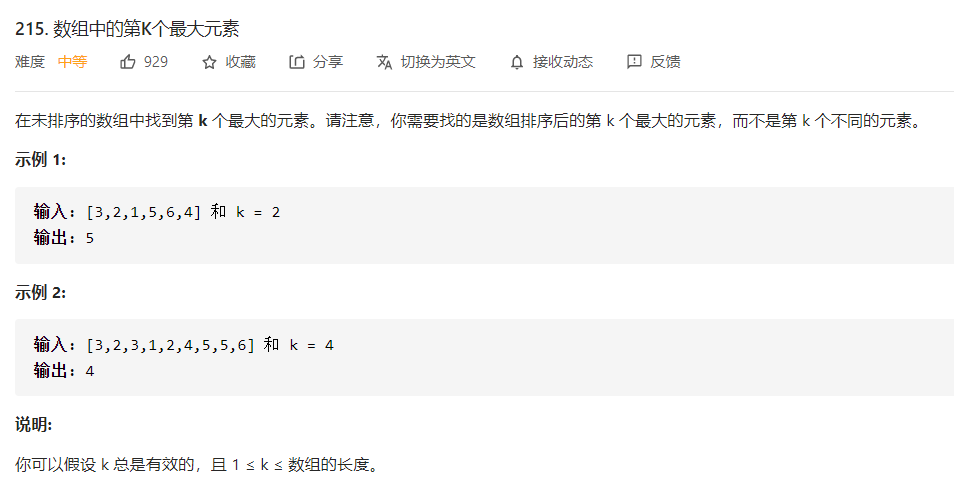 215. 数组中的第K个最大元素
难度 中等 929 收藏 分享 切换为英文 接收动态 反馈
在未排序的数组中找到第 k 个最大的元素。请注意，你需要找的是数组排序后的第 k 个最大的元素，而不是第 k 个不同的元素。
示例 1:
输入: [3,2,1,5,6,4] 和 k = 2
输出: 5
示例 2:
输入: [3,2,3,1,2,4,5,5,6] 和 k = 4
输出: 4
说明:
你可以假设 k 总是有效的，且 1 ≤ k ≤ 数组的长度。